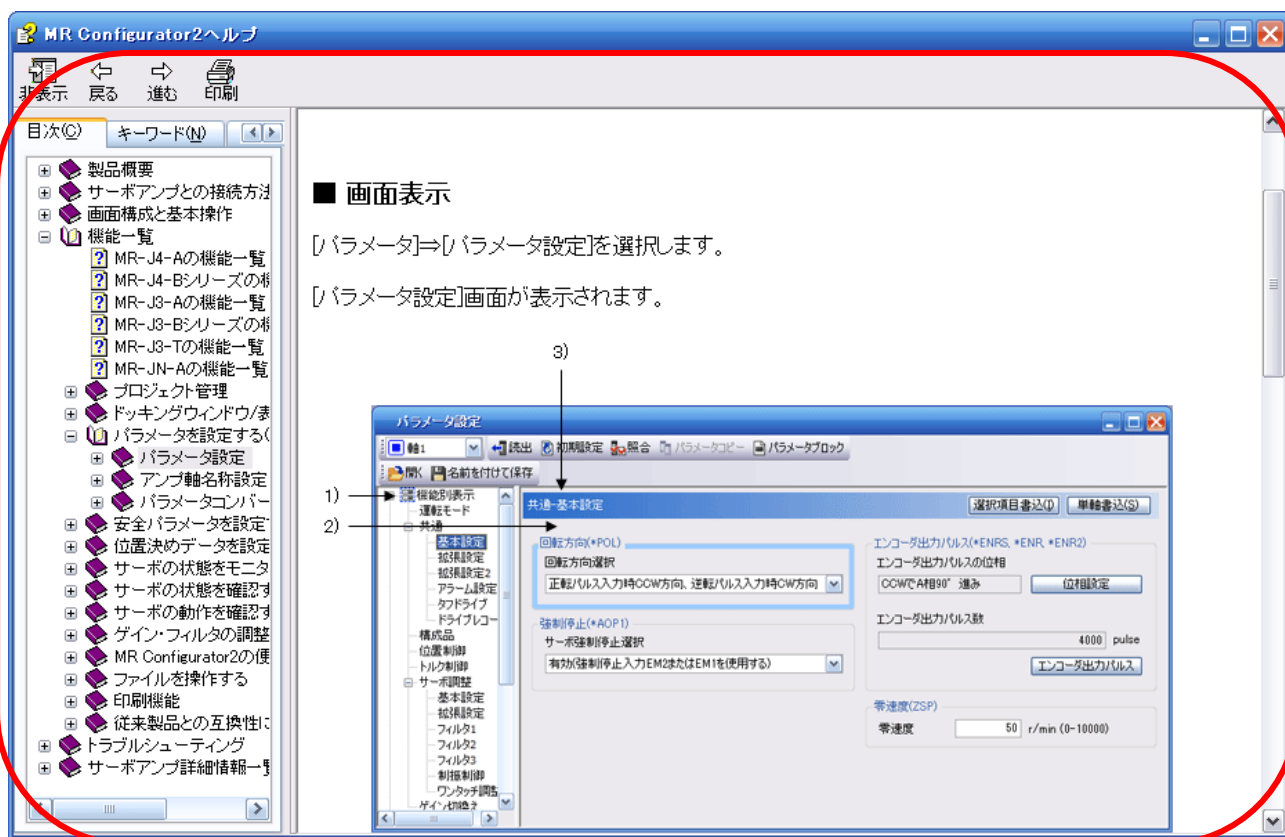 MR Configurator2ヘルプ
非表示 戻る 進む 印刷
目次(C) キーワード(N)
製品概要
サーボアンプとの接続方法
画面構成と基本操作
機能一覧
MR-J4-Aの機能一覧
MR-J4-Bシリーズの機
MR-J3-Aの機能一覧
MR-J3-Bシリーズの機
MR-J3-Tの機能一覧
MR-JN-Aの機能一覧
プロジェクト管理
ドッキングウィンドウ/表
パラメータを設定する(
パラメータ設定
アンプ軸名称設定
パラメータコンバー
安全パラメータを設定
位置決めデータを設定
サーボの状態をモニタ
サーボの状態を確認す
サーボの動作を確認す
ゲイン・フィルタの調整
MR Configurator2の便
ファイルを操作する
印刷機能
従来製品との互換性に
トラブルシューティング
サーボアンプ詳細情報一覧
■ 画面表示
[パラメータ]⇒[パラメータ設定]を選択します。
[パラメータ設定]画面が表示されます。
3)
1)
2)
パラメータ設定
軸1 読出 初期設定 照合 パラメータコピー パラメータブロック
開く 名前を付けて保存
機能別表示
運転モード
共通
基本設定
拡張設定
拡張設定2
アラーム設定
タフドライブ
ドライブレコー
構成品
位置制御
トルク制御
サーボ調整
基本設定
拡張設定
フィルタ1
フィルタ2
フィルタ3
制振制御
ワンタッチ調整
ゲイン切換え
共通-基本設定 選択項目書込(I) 単軸書込(S)
回転方向(*POL)
回転方向選択
正転パルス入力時CCW方向、逆転パルス入力時CW方向
強制停止(*AOP1)
サーボ強制停止選択
有効(強制停止入力EM2またはEM1を使用する)
エンコーダ出力パルス(*ENRS, *ENR, *ENR2)
エンコーダ出力パルスの位相
CCWでA相90° 進み 位相設定
エンコーダ出力パルス数
4000 pulse
エンコーダ出力パルス
零速度(ZSP)
零速度 50 r/min (0-10000)